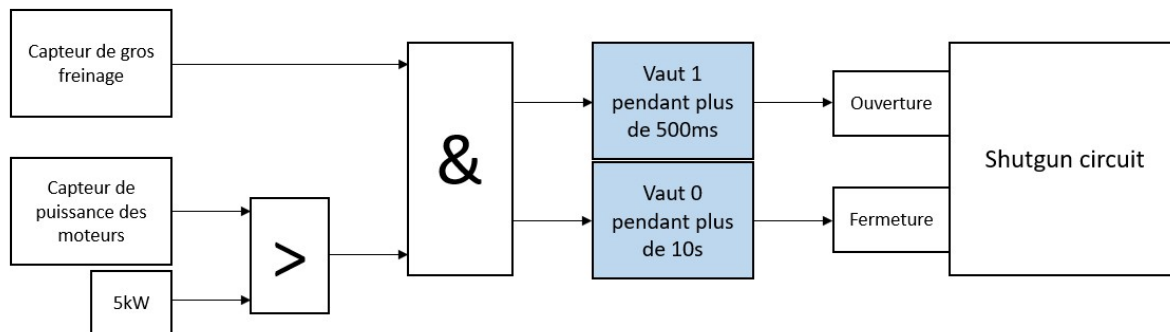 Capteur de gros
freinage
Capteur de
puissance des
moteurs
5kW
>
&
Vaut 1
pendant plus
de 500ms
Vaut 0
pendant plus
de 10s
Ouverture
Fermeture
Shutgun circuit